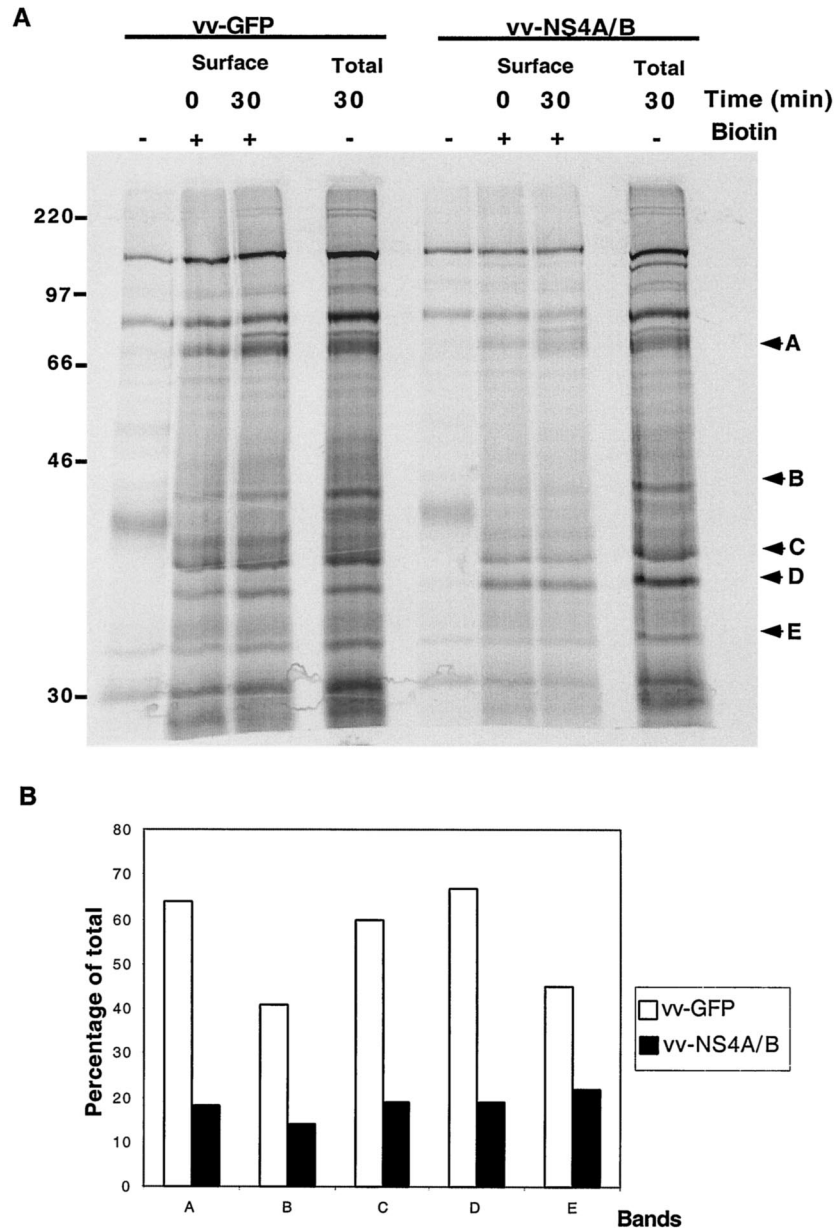 A
vv-GFP vv-NS4A/B
Surface Total Surface Total
0 30 30 0 30 30 Time (min)
- + + - - + + - Biotin
220
97
66
46
30
A
B
C
D
E
B
Percentage of total
80
70
60
50
40
30
20
10
0
A B C D E Bands
vv-GFP
vv-NS4A/B